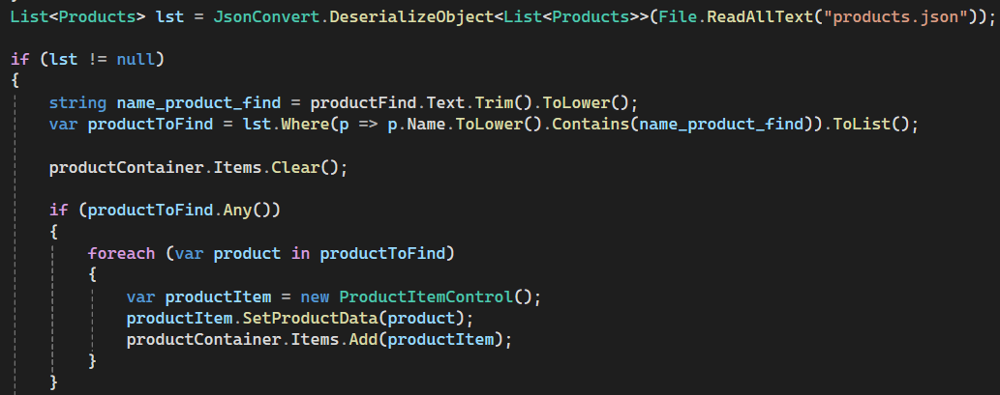 List<Products> lst = JsonConvert.DeserializeObject<List<Products>>(File.ReadAllText("products.json"));
if (lst != null)
{
string name_product_find = productFind.Text.Trim().ToLower();
var productToFind = lst.Where(p => p.Name.ToLower().Contains(name_product_find)).ToList();
productContainer.Items.Clear();
if (productToFind.Any())
{
foreach (var product in productToFind)
{
var productItem = new ProductItemControl();
productItem.SetProductData(product);
productContainer.Items.Add(productItem);
}
}